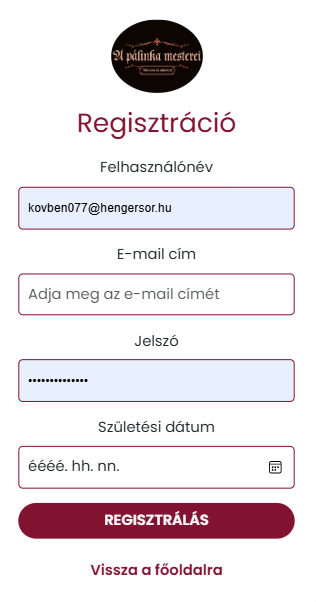 A pálinka mesterei
Regisztráció
Felhasználónév
kovben077@hengersor.hu
E-mail cím
Adja meg az e-mail címét
Jelszó
••••••••••••••
Születési dátum
éééé. hh. nn.
REGISZTRÁLÁS
Vissza a főoldalra